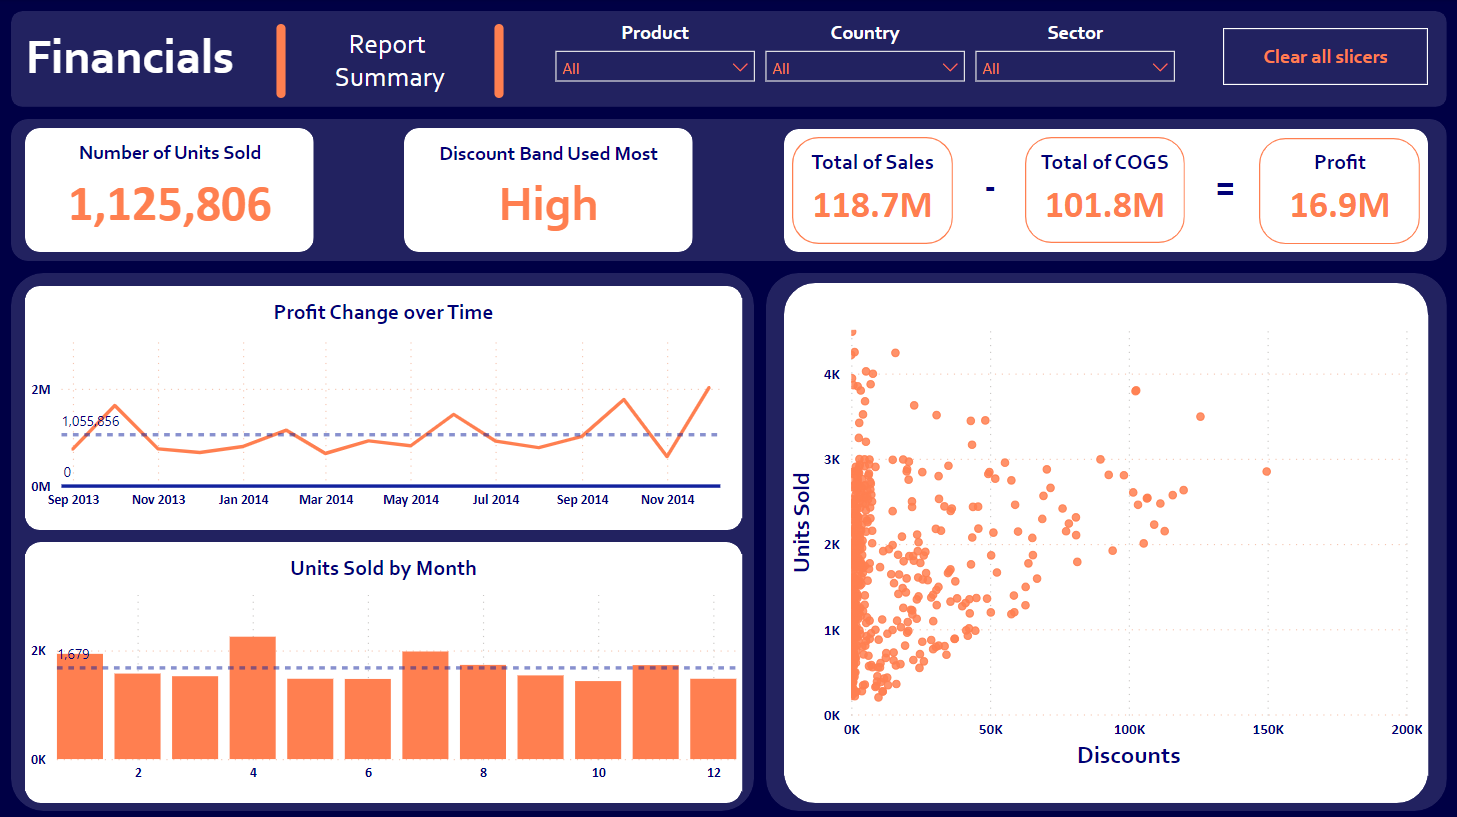 Financials
Report
Summary
Product
All
Country
All
Sector
All
Clear all slicers
Number of Units Sold
1,125,806
Discount Band Used Most
High
Total of Sales
118.7M
-
Total of COGS
101.8M
=
Profit
16.9M
Profit Change over Time
2M
1,055,856
0
0M
Sep 2013 Nov 2013 Jan 2014 Mar 2014 May 2014 Jul 2014 Sep 2014 Nov 2014
Units Sold by Month
2K
1,679
0K
2 4 6 8 10 12
4K
3K
2K
1K
0K
Units Sold
0K 50K 100K 150K 200K
Discounts